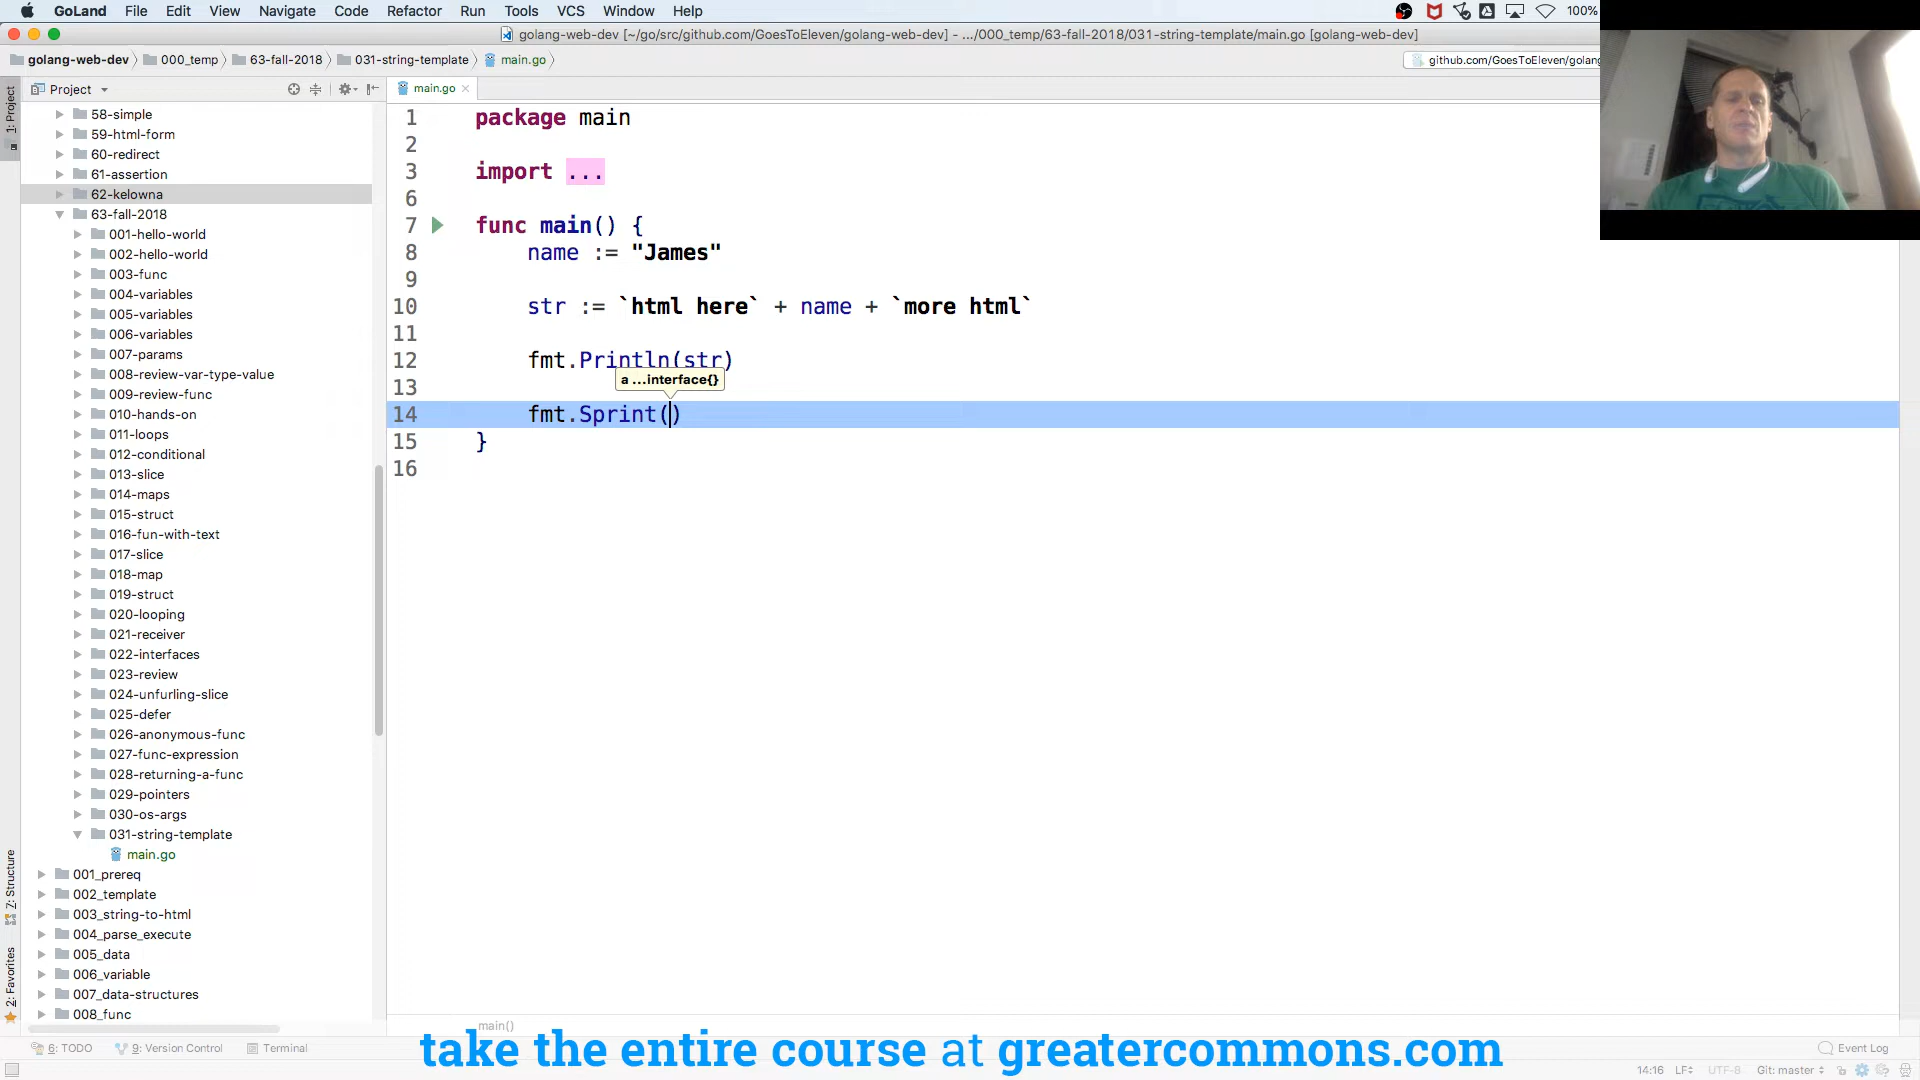 GoLand File Edit View Navigate Code Refactor Run Tools VCS Window Help 100%
golang-web-dev [~/go/src/github.com/GoesToEleven/golang-web-dev] - .../000_temp/63-fall-2018/031-string-template/main.go [golang-web-dev]
golang-web-dev 000_temp 63-fall-2018 031-string-template main.go github.com/GoesToEleven/golang
1: Project
Project
main.go
58-simple
59-html-form
60-redirect
61-assertion
62-kelowna
63-fall-2018
001-hello-world
002-hello-world
003-func
004-variables
005-variables
006-variables
007-params
008-review-var-type-value
009-review-func
010-hands-on
011-loops
012-conditional
013-slice
014-maps
015-struct
016-fun-with-text
017-slice
018-map
019-struct
020-looping
021-receiver
022-interfaces
023-review
024-unfurling-slice
025-defer
026-anonymous-func
027-func-expression
028-returning-a-func
029-pointers
030-os-args
031-string-template
main.go
001_prereq
002_template
003_string-to-html
004_parse_execute
005_data
006_variable
007_data-structures
008_func
7: Structure
2: Favorites
1 package main
2
3 import ...
6
7 func main() {
8 name := "James"
9
10 str := `html here` + name + `more html`
11
12 fmt.Println(str)
a ...interface{}
13
14 fmt.Sprint()
15 }
16
main()
take the entire course at greatercommons.com
6: TODO 9: Version Control Terminal Event Log
14:16 LF UTF-8 Git: master